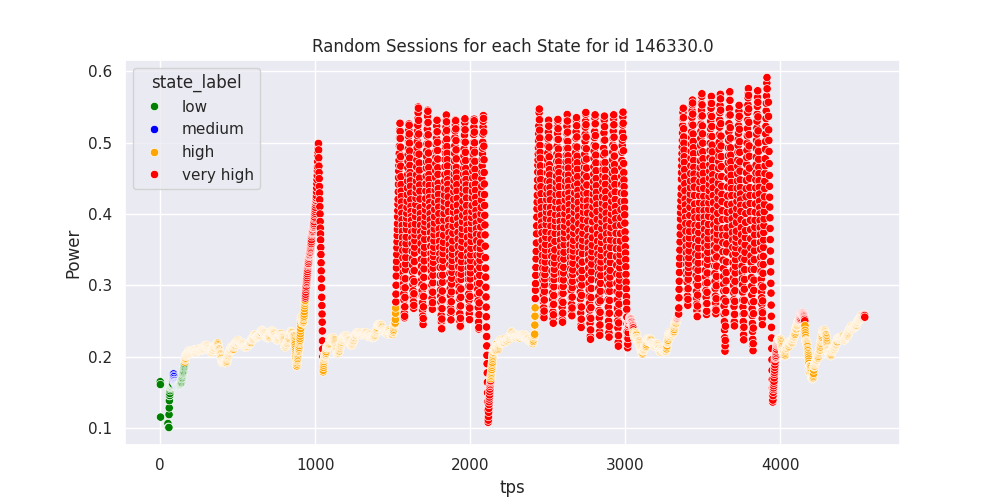 Random Sessions for each State for id 146330.0
state_label
low
medium
high
very high
Power
0.6
0.5
0.4
0.3
0.2
0.1
0 1000 2000 3000 4000
tps